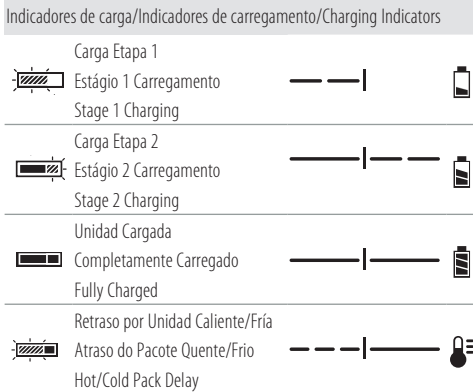 Indicadores de carga/Indicadores de carregamento/Charging Indicators
Carga Etapa 1
Estágio 1 Carregamento
Stage 1 Charging
Carga Etapa 2
Estágio 2 Carregamento
Stage 2 Charging
Unidad Cargada
Completamente Carregado
Fully Charged
Retraso por Unidad Caliente/Fría
Atraso do Pacote Quente/Frio
Hot/Cold Pack Delay